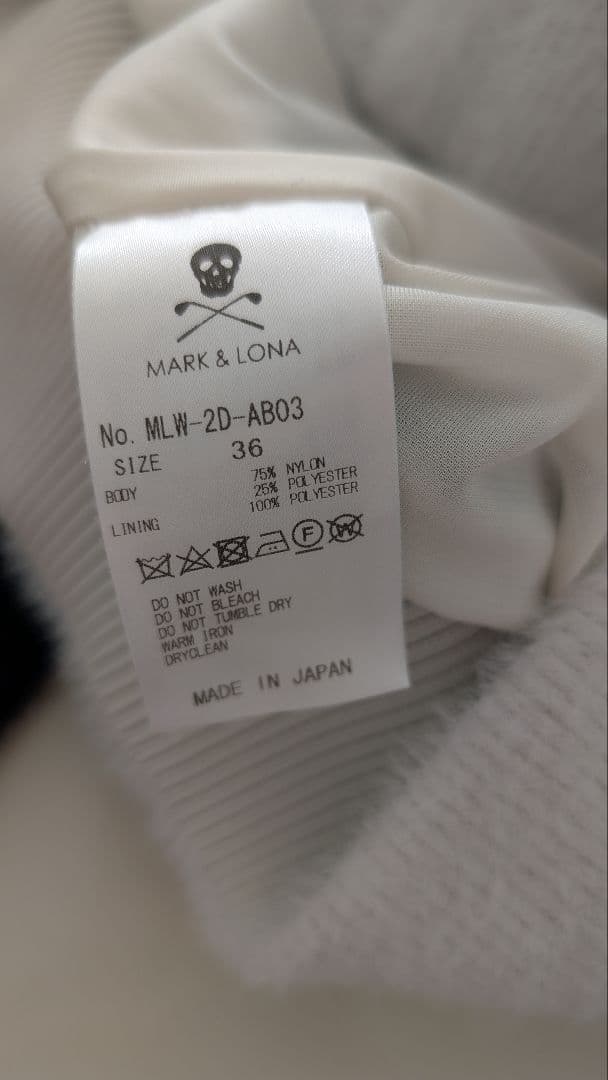 MARK & LONA
No. MLW-2D-AB03
SIZE 36
BODY 75% NYLON
25% POLYESTER
LINING 100% POLYESTER
F W
DO NOT WASH
DO NOT BLEACH
DO NOT TUMBLE DRY
WARM IRON
DRYCLEAN
MADE IN JAPAN